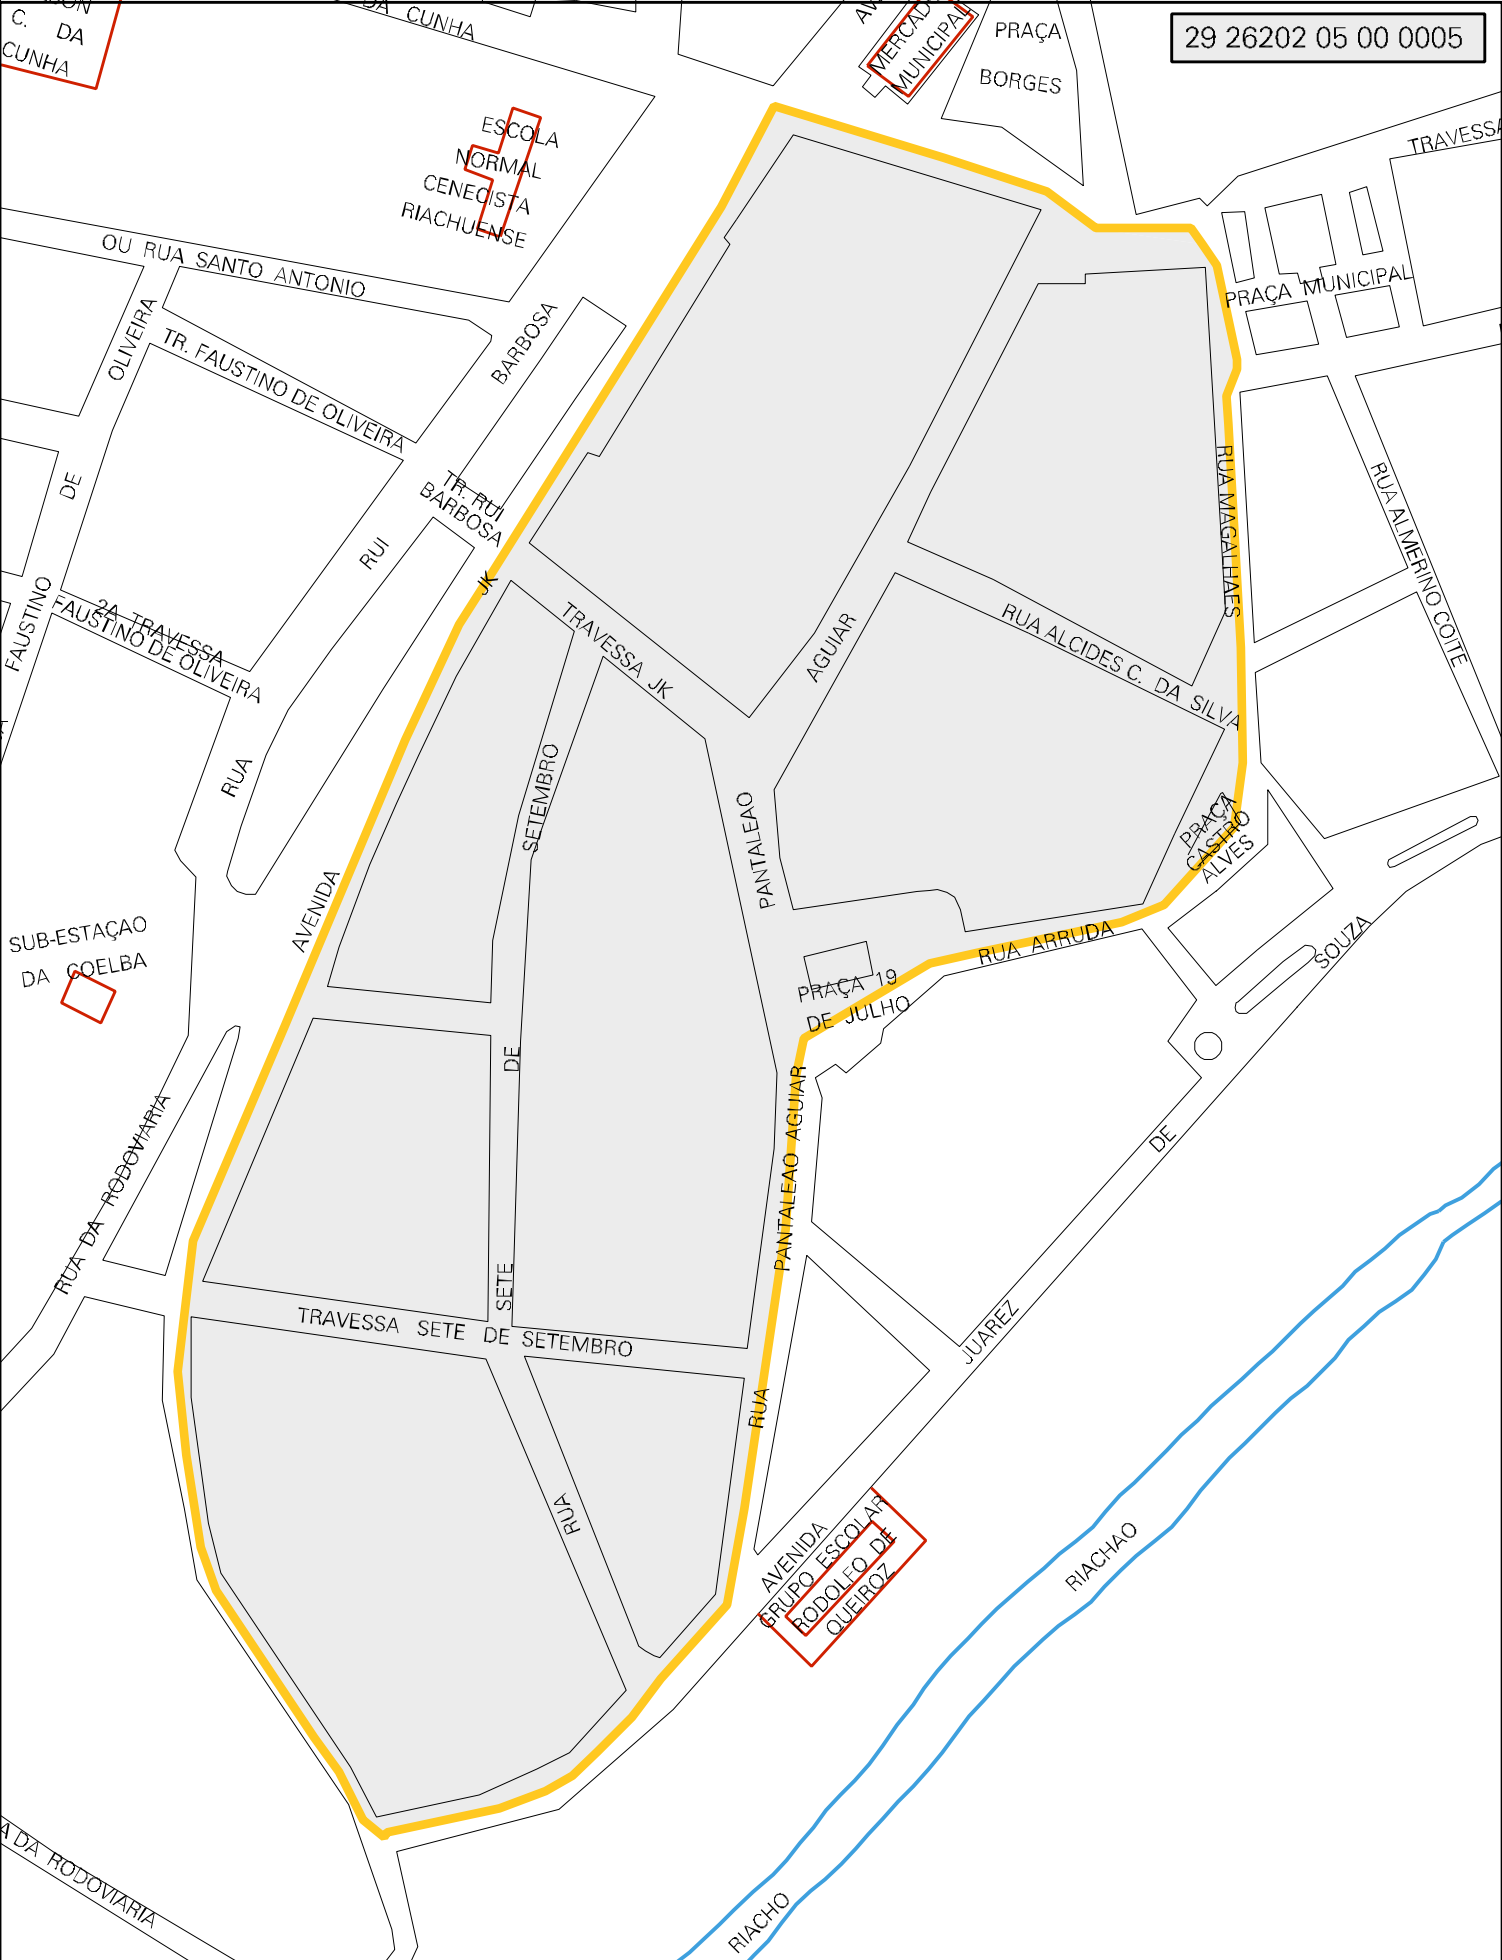 C. DA
CUNHA
DA CUNHA
MERCADO
MUNICIPAL
PRAÇA
BORGES
29 26202 05 00 0005
TRAVESSA
ESCOLA
NORMAL
CENECISTA
RIACHUENSE
OU RUA SANTO ANTONIO
PRAÇA MUNICIPAL
TR. FAUSTINO DE OLIVEIRA
FAUSTINO DE OLIVEIRA
RUA RUI BARBOSA
TR. RUI
BARBOSA
RUA MAGALHAES
RUA ALMERINO COITE
2A. TRAVESSA
FAUSTINO DE OLIVEIRA
AVENIDA JK
TRAVESSA JK
RUA ALCIDES C. DA SILVA
PANTALEAO AGUIAR
RUA SETE DE SETEMBRO
PRAÇA
CASTRO
ALVES
SUB-ESTAÇAO
DA COELBA
RUA ARRUDA
PRAÇA 19
DE JULHO
RUA PANTALEAO AGUIAR
AVENIDA JUAREZ DE SOUZA
RUA DA RODOVIARIA
TRAVESSA SETE DE SETEMBRO
GRUPO ESCOLAR
RODOLFO DE
QUEIROZ
RIACHAO
RIACHO
A DA RODOVIARIA